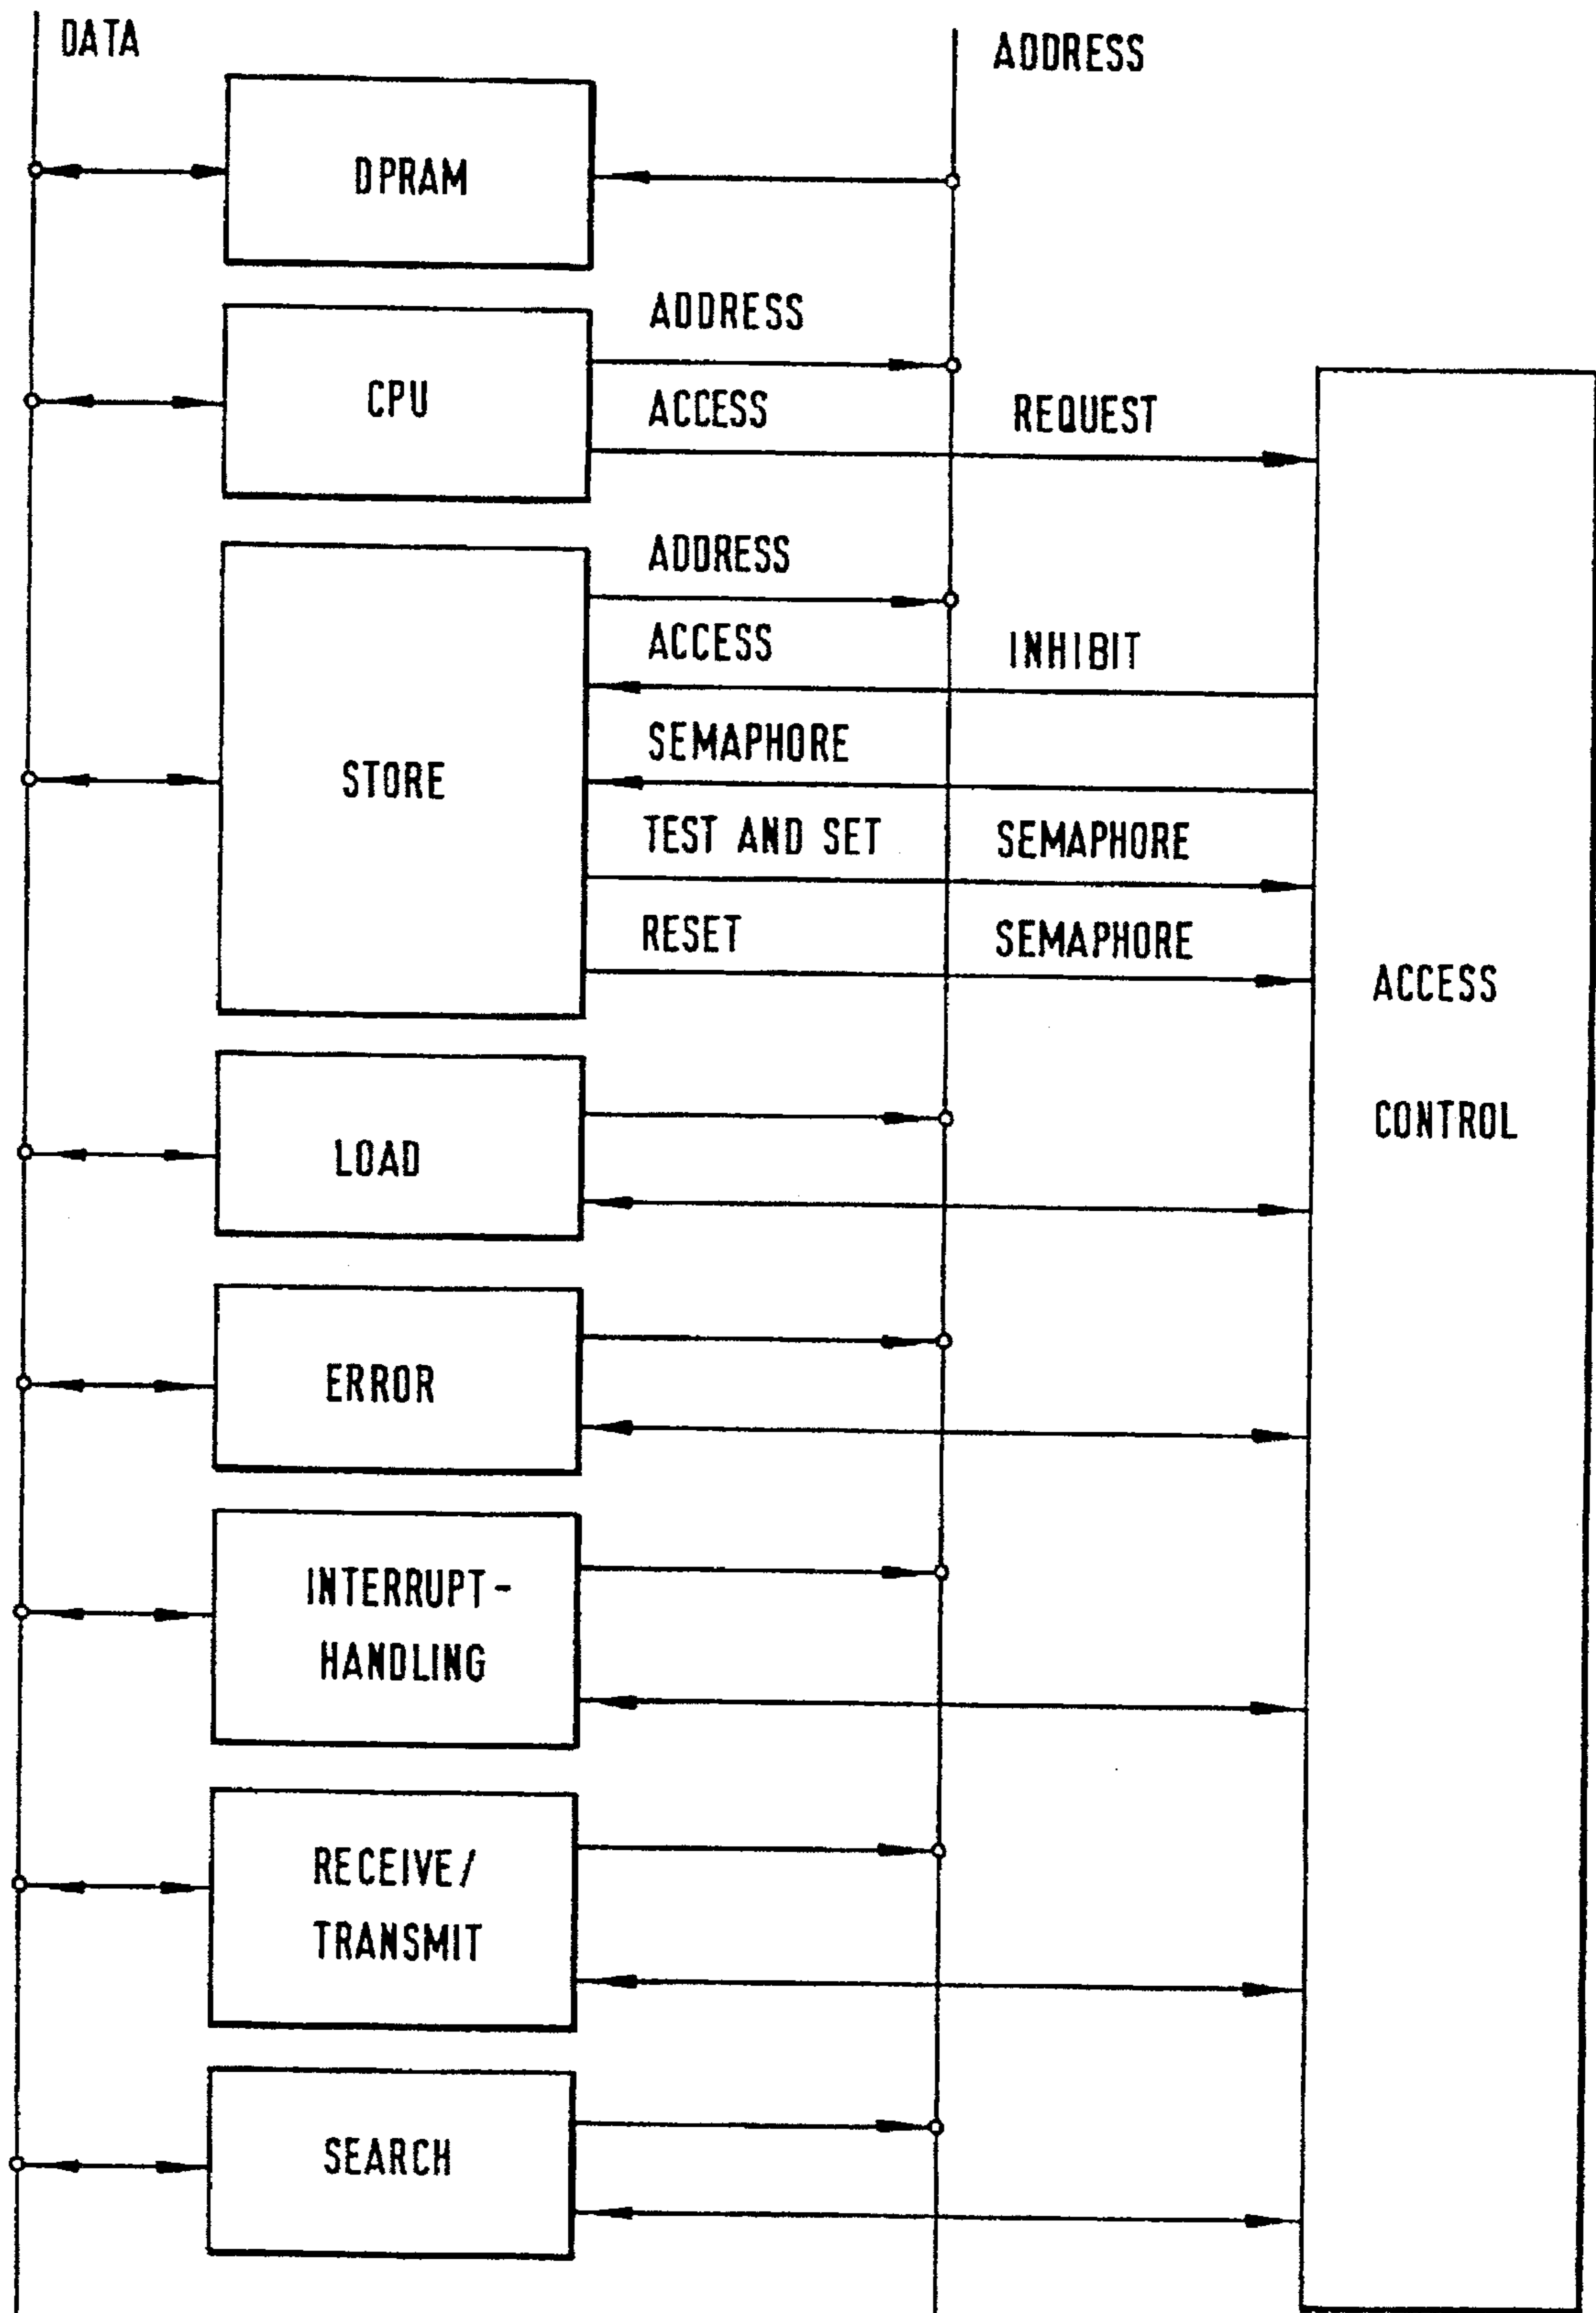 DATA
ADDRESS
DPRAM
ADDRESS
CPU
ACCESS REQUEST
ADDRESS
ACCESS INHIBIT
SEMAPHORE
STORE
TEST AND SET SEMAPHORE
RESET SEMAPHORE
ACCESS
CONTROL
LOAD
ERROR
INTERRUPT-
HANDLING
RECEIVE/
TRANSMIT
SEARCH